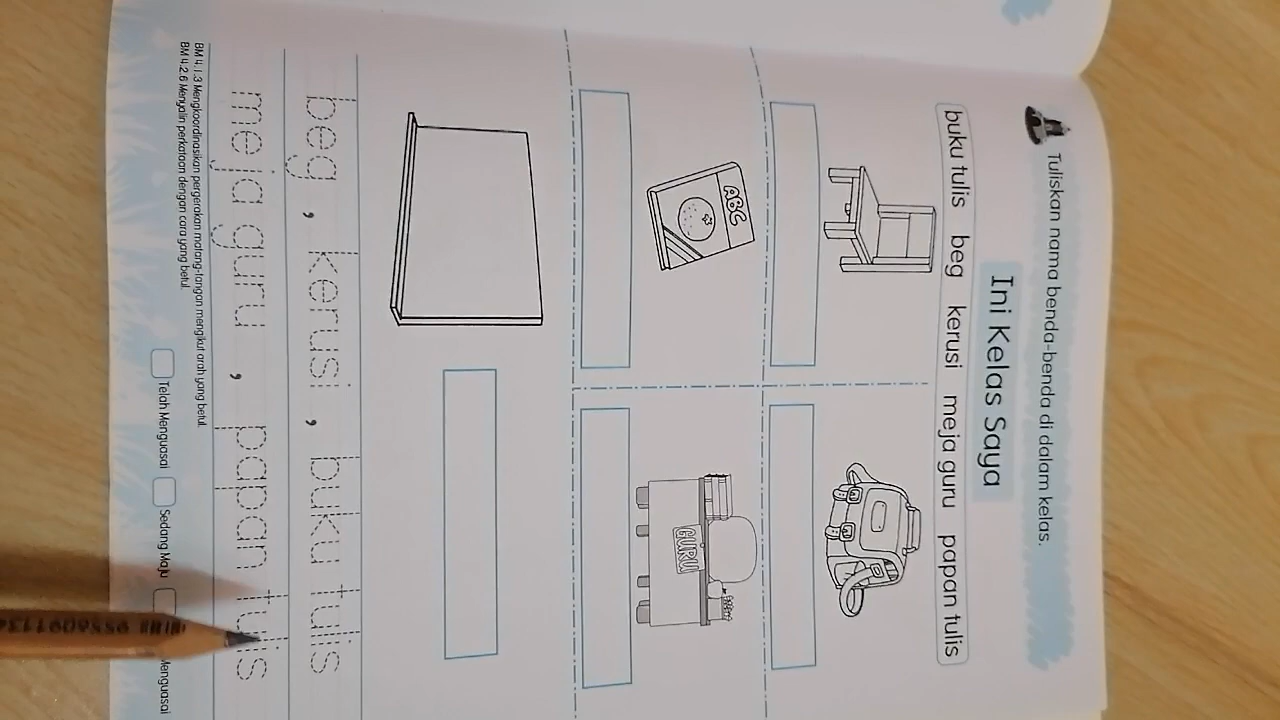 Tuliskan nama benda-benda di dalam kelas.
Ini Kelas Saya
buku tulis beg kerusi meja guru papan tulis
ABC
GURU
beg , kerusi , buku tulis
meja guru , papan tulis
BM 4.1.3 Mengkoordinasikan pergerakan matang-tangan mengikut arah yang betul.
BM 4.2.6 Menyalin perkataan dengan cara yang betul.
Telah Menguasai Sedang Maju Menguasai